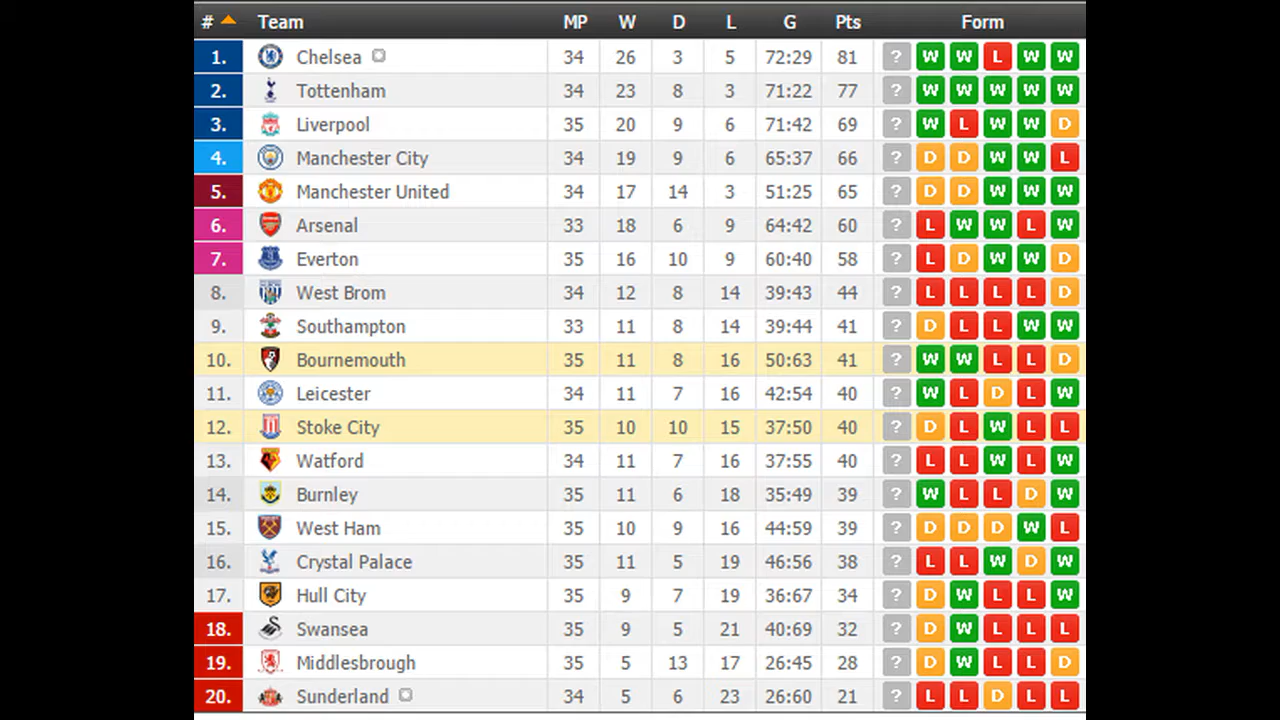 # Team MP W D L G Pts Form
1. Chelsea 34 26 3 5 72:29 81 ? W W L W W
2. Tottenham 34 23 8 3 71:22 77 ? W W W W W
3. Liverpool 35 20 9 6 71:42 69 ? W L W W D
4. Manchester City 34 19 9 6 65:37 66 ? D D W W L
5. Manchester United 34 17 14 3 51:25 65 ? D D W W W
6. Arsenal 33 18 6 9 64:42 60 ? L W W L W
7. Everton 35 16 10 9 60:40 58 ? L D W W D
8. West Brom 34 12 8 14 39:43 44 ? L L L L D
9. Southampton 33 11 8 14 39:44 41 ? D L L W W
10. Bournemouth 35 11 8 16 50:63 41 ? W W L L D
11. Leicester 34 11 7 16 42:54 40 ? W L D L W
12. Stoke City 35 10 10 15 37:50 40 ? D L W L L
13. Watford 34 11 7 16 37:55 40 ? L L W L W
14. Burnley 35 11 6 18 35:49 39 ? W L L D W
15. West Ham 35 10 9 16 44:59 39 ? D D D W L
16. Crystal Palace 35 11 5 19 46:56 38 ? L L W D W
17. Hull City 35 9 7 19 36:67 34 ? D W L L W
18. Swansea 35 9 5 21 40:69 32 ? D W L L L
19. Middlesbrough 35 5 13 17 26:45 28 ? D W L L D
20. Sunderland 34 5 6 23 26:60 21 ? L L D L L